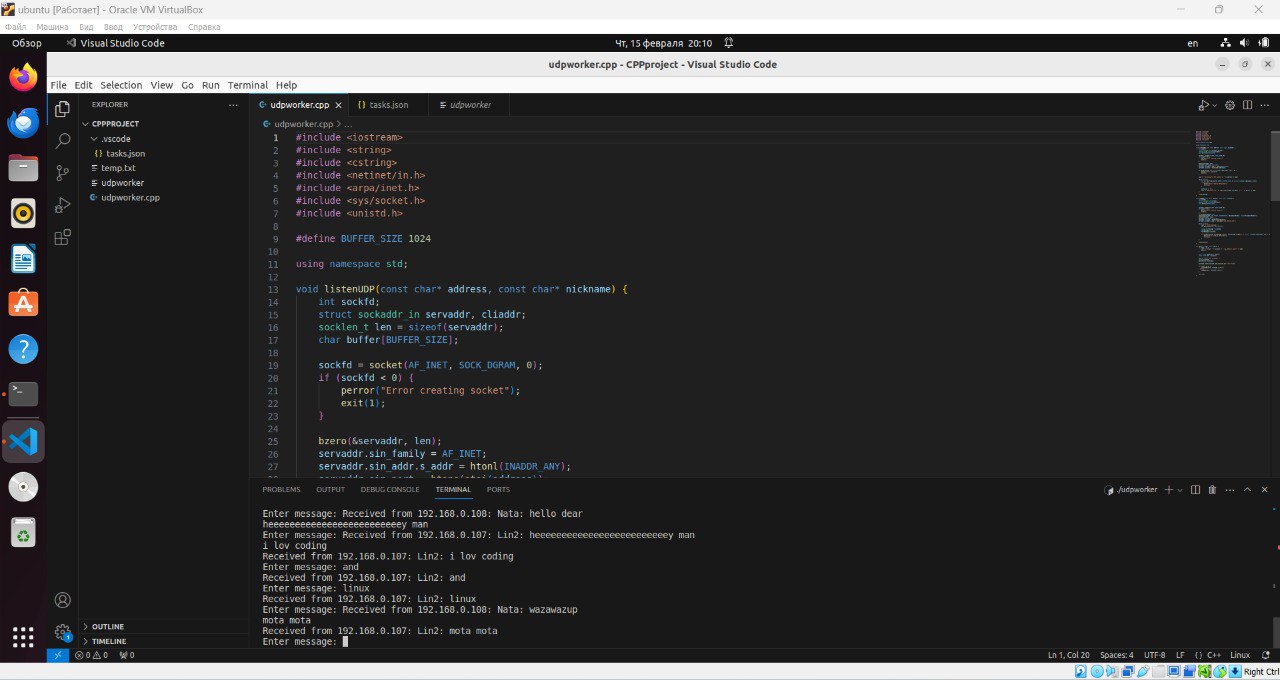 ubuntu [Работает] - Oracle VM VirtualBox
Файл Машина Вид Ввод Устройства Справка
Обзор Visual Studio Code Чт, 15 февраля 20:10 en
udpworker.cpp - CPPproject - Visual Studio Code
File Edit Selection View Go Run Terminal Help
EXPLORER ...
udpworker.cpp tasks.json udpworker
CPPPROJECT
.vscode
tasks.json
temp.txt
udpworker
udpworker.cpp
OUTLINE
TIMELINE
udpworker.cpp > ...
1 #include <iostream>
2 #include <string>
3 #include <cstring>
4 #include <netinet/in.h>
5 #include <arpa/inet.h>
6 #include <sys/socket.h>
7 #include <unistd.h>
8
9 #define BUFFER_SIZE 1024
10
11 using namespace std;
12
13 void listenUDP(const char* address, const char* nickname) {
14 int sockfd;
15 struct sockaddr_in servaddr, cliaddr;
16 socklen_t len = sizeof(servaddr);
17 char buffer[BUFFER_SIZE];
18
19 sockfd = socket(AF_INET, SOCK_DGRAM, 0);
20 if (sockfd < 0) {
21 perror("Error creating socket");
22 exit(1);
23 }
24
25 bzero(&servaddr, len);
26 servaddr.sin_family = AF_INET;
27 servaddr.sin_addr.s_addr = htonl(INADDR_ANY);
PROBLEMS OUTPUT DEBUG CONSOLE TERMINAL PORTS ./udpworker
Enter message: Received from 192.168.0.108: Nata: hello dear
heeeeeeeeeeeeeeeeeeeeeeeeey man
Enter message: Received from 192.168.0.107: Lin2: heeeeeeeeeeeeeeeeeeeeeeeeey man
i lov coding
Received from 192.168.0.107: Lin2: i lov coding
Enter message: and
Received from 192.168.0.107: Lin2: and
Enter message: linux
Received from 192.168.0.107: Lin2: linux
Enter message: Received from 192.168.0.108: Nata: wazawazup
mota mota
Received from 192.168.0.107: Lin2: mota mota
Enter message:
1
0 0 0 Ln 1, Col 20 Spaces: 4 UTF-8 LF {} C++ Linux
Right Ctrl